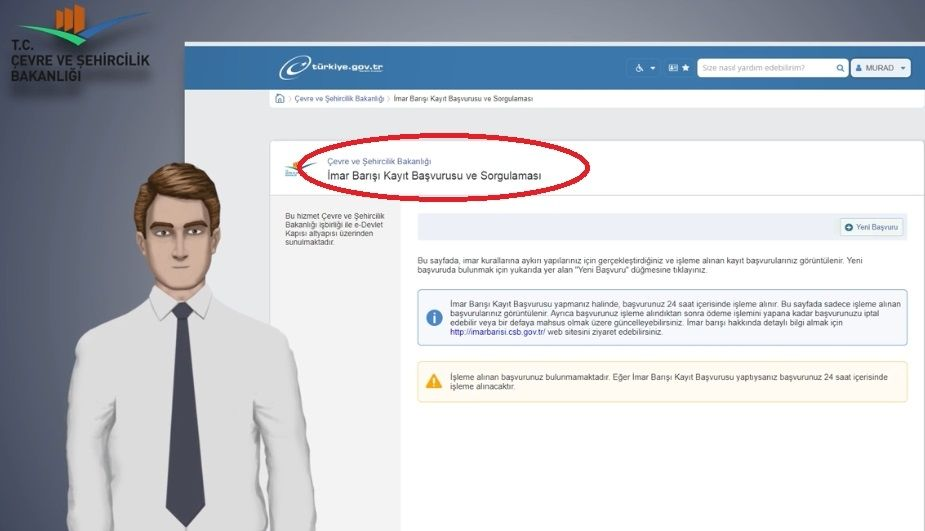 T.C.
ÇEVRE VE ŞEHİRCİLİK
BAKANLIĞI
türkiye.gov.tr
Size nasıl yardım edebilirim?
MURAD
Çevre ve Şehircilik Bakanlığı
İmar Barışı Kayıt Başvurusu ve Sorgulaması
Çevre ve Şehircilik Bakanlığı
İmar Barışı Kayıt Başvurusu ve Sorgulaması
Bu hizmet Çevre ve Şehircilik
Bakanlığı işbirliği ile e-Devlet
Kapısı altyapısı üzerinden
sunulmaktadır.
Yeni Başvuru
Bu sayfada, imar kurallarına aykırı yapılarınız için gerçekleştirdiğiniz ve işleme alınan kayıt başvurularınız görüntülenir. Yeni
başvuruda bulunmak için yukarıda yer alan "Yeni Başvuru" düğmesine tıklayınız.
İmar Barışı Kayıt Başvurusu yapmanız halinde, başvurunuz 24 saat içerisinde işleme alınır. Bu sayfada sadece işleme alınan
başvurularınız görüntülenir. Ayrıca başvurunuz işleme alındıktan sonra ödeme işlemini yapana kadar başvurunuzu iptal
edebilir veya bir defaya mahsus olmak üzere güncelleyebilirsiniz. İmar barışı hakkında detaylı bilgi almak için
http://imarbarisi.csb.gov.tr/ web sitesini ziyaret edebilirsiniz.
İşleme alınan başvurunuz bulunmamaktadır. Eğer İmar Barışı Kayıt Başvurusu yaptıysanız başvurunuz 24 saat içerisinde
işleme alınacaktır.